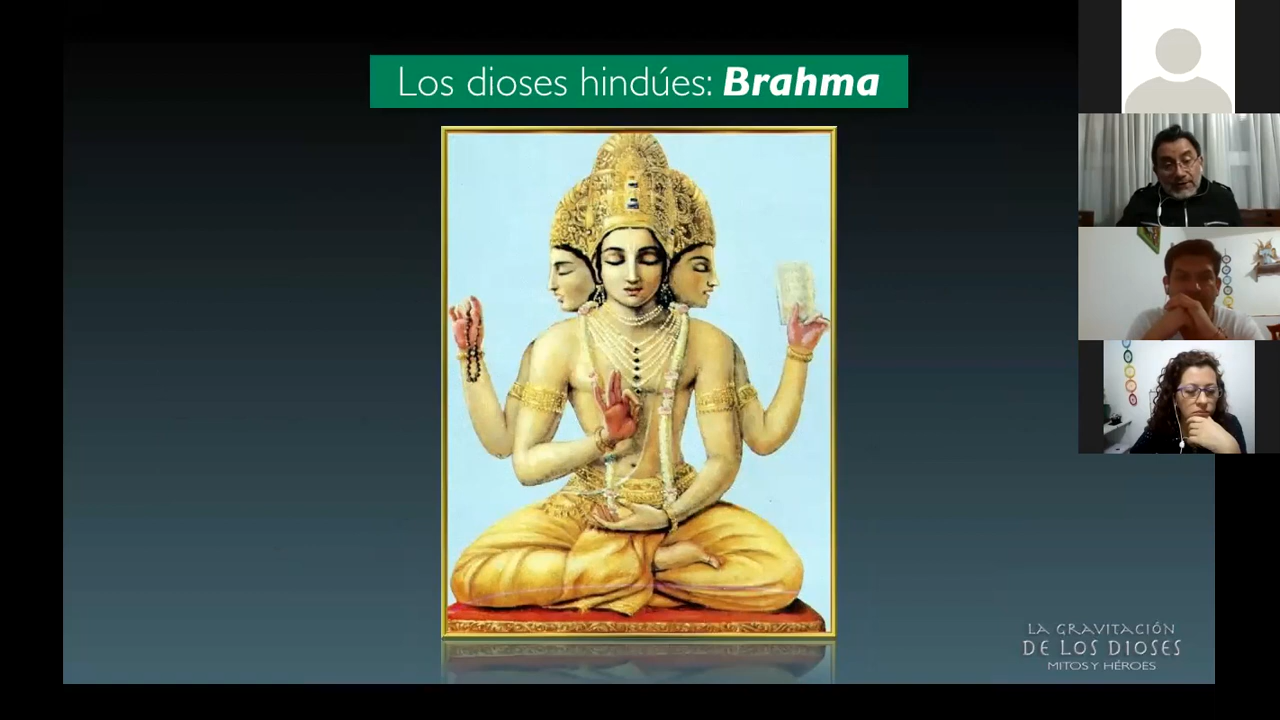 Los dioses hindúes: Brahma
LA GRAVITACIÓN
DE LOS DIOSES
MITOS Y HÉROES